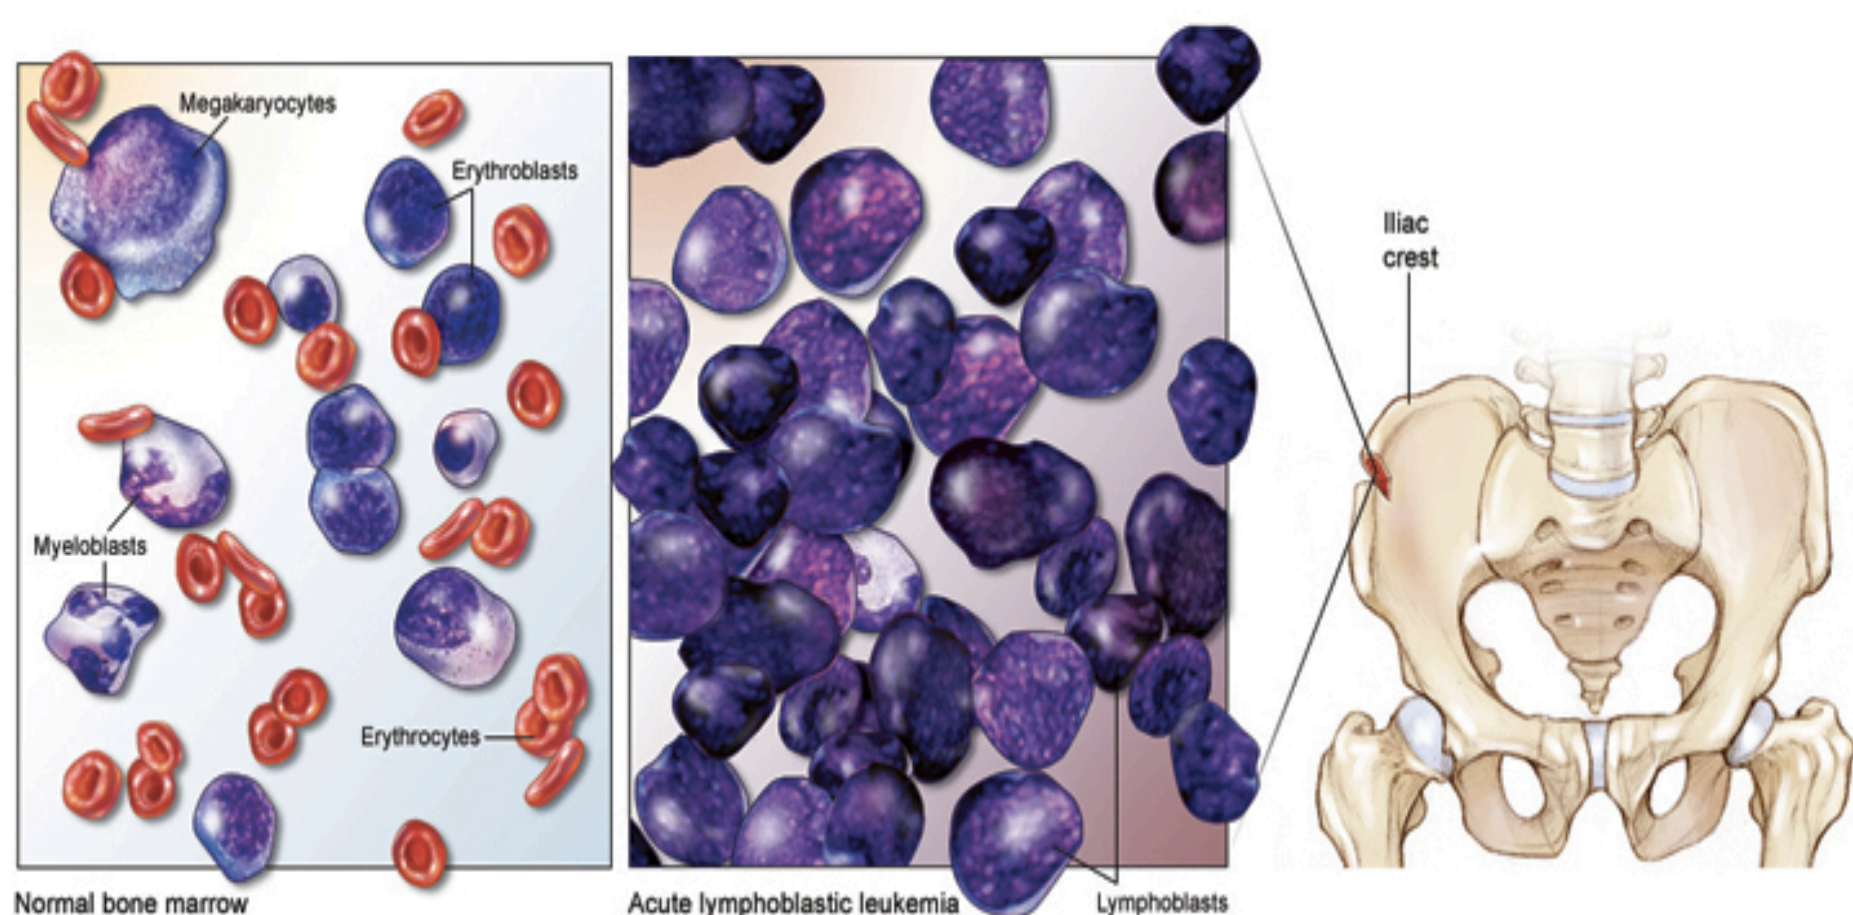 Megakaryocytes
Erythroblasts
Myeloblasts
Erythrocytes
Normal bone marrow
Acute lymphoblastic leukemia
Lymphoblasts
Iliac
crest